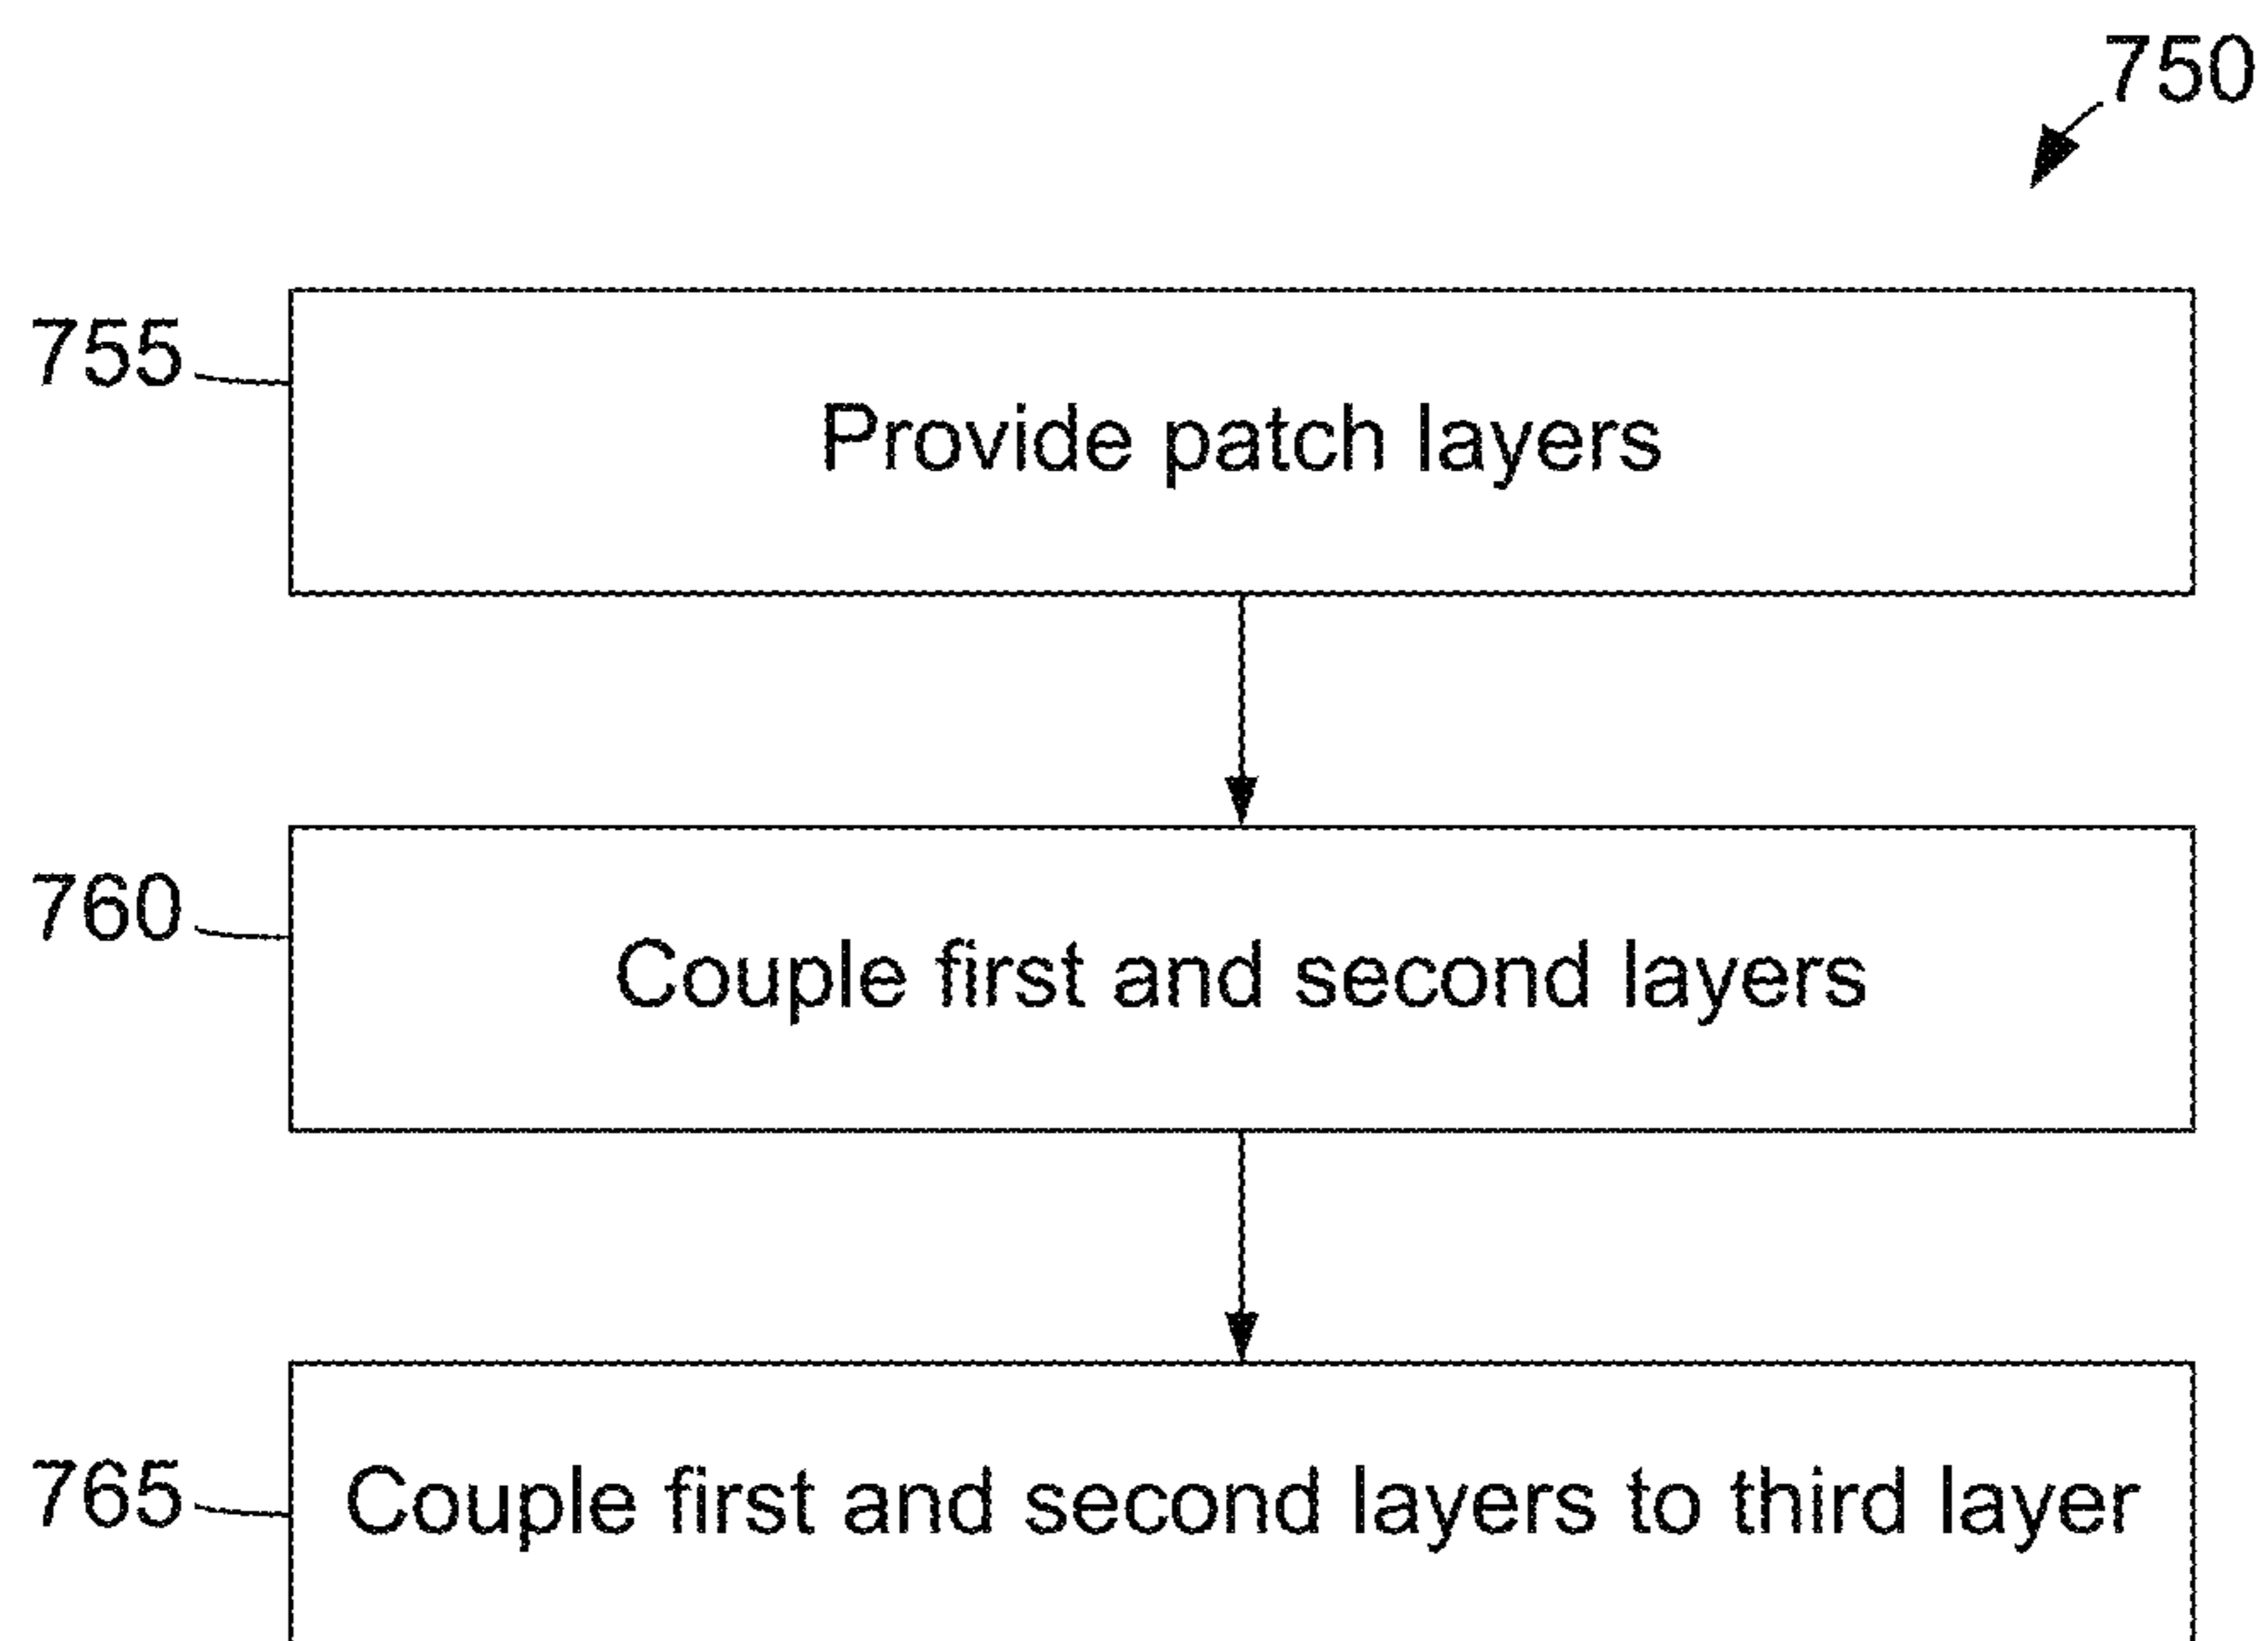 750
755
Provide patch layers
760
Couple first and second layers
765
Couple first and second layers to third layer